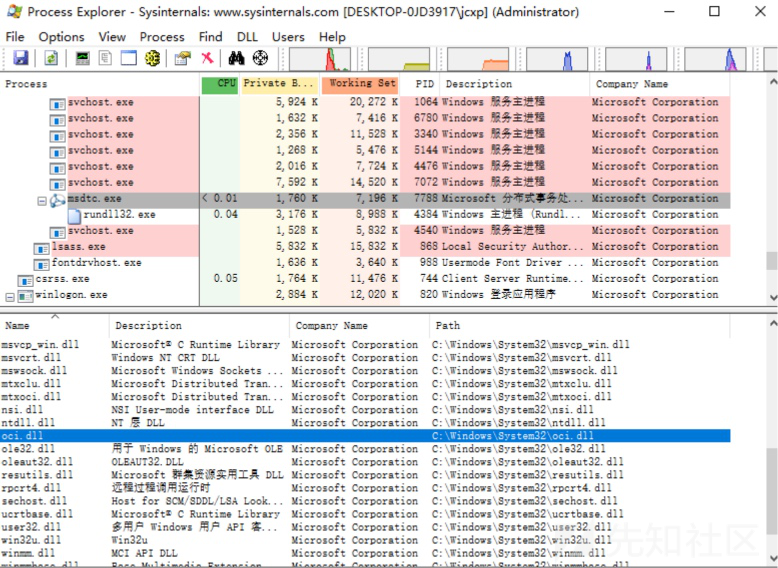 Process Explorer - Sysinternals: www.sysinternals.com [DESKTOP-0JD3917\jcxp] (Administrator)
File Options View Process Find DLL Users Help
Process CPU Private B... Working Set PID Description Company Name
svchost.exe 5,924 K 20,272 K 1064 Windows 服务主进程 Microsoft Corporation
svchost.exe 1,632 K 7,416 K 6780 Windows 服务主进程 Microsoft Corporation
svchost.exe 2,356 K 11,528 K 3340 Windows 服务主进程 Microsoft Corporation
svchost.exe 1,268 K 5,476 K 5144 Windows 服务主进程 Microsoft Corporation
svchost.exe 2,016 K 7,724 K 4476 Windows 服务主进程 Microsoft Corporation
svchost.exe 7,592 K 14,520 K 7072 Windows 服务主进程 Microsoft Corporation
msdtc.exe < 0.01 1,760 K 7,196 K 7788 Microsoft 分布式事务处... Microsoft Corporation
rundll32.exe 0.04 3,176 K 8,988 K 4384 Windows 主进程 (Rundl... Microsoft Corporation
svchost.exe 1,528 K 5,832 K 4540 Windows 服务主进程 Microsoft Corporation
lsass.exe 5,832 K 15,832 K 868 Local Security Author... Microsoft Corporation
fontdrvhost.exe 1,636 K 3,640 K 988 Usermode Font Driver ... Microsoft Corporation
csrss.exe 0.05 1,764 K 11,476 K 744 Client Server Runtime... Microsoft Corporation
winlogon.exe 2,884 K 12,020 K 820 Windows 登录应用程序 Microsoft Corporation
Name Description Company Name Path
msvcp_win.dll Microsoft® C Runtime Library Microsoft Corporation C:\Windows\System32\msvcp_win.dll
msvcrt.dll Windows NT CRT DLL Microsoft Corporation C:\Windows\System32\msvcrt.dll
mswsock.dll Microsoft Windows Sockets ... Microsoft Corporation C:\Windows\System32\mswsock.dll
mtxclu.dll Microsoft Distributed Tran... Microsoft Corporation C:\Windows\System32\mtxclu.dll
mtxoci.dll Microsoft Distributed Tran... Microsoft Corporation C:\Windows\System32\mtxoci.dll
nsi.dll NSI User-mode interface DLL Microsoft Corporation C:\Windows\System32\nsi.dll
ntdll.dll NT 层 DLL Microsoft Corporation C:\Windows\System32\ntdll.dll
oci.dll C:\Windows\System32\oci.dll
ole32.dll 用于 Windows 的 Microsoft OLE Microsoft Corporation C:\Windows\System32\ole32.dll
oleaut32.dll OLEAUT32.DLL Microsoft Corporation C:\Windows\System32\oleaut32.dll
resutils.dll Microsoft 群集资源实用工具 DLL Microsoft Corporation C:\Windows\System32\resutils.dll
rpcrt4.dll 远程过程调用运行时 Microsoft Corporation C:\Windows\System32\rpcrt4.dll
sechost.dll Host for SCM/SDDL/LSA Look... Microsoft Corporation C:\Windows\System32\sechost.dll
ucrtbase.dll Microsoft® C Runtime Library Microsoft Corporation C:\Windows\System32\ucrtbase.dll
user32.dll 多用户 Windows 用户 API 客... Microsoft Corporation C:\Windows\System32\user32.dll
win32u.dll Win32u Microsoft Corporation C:\Windows\System32\win32u.dll
winmm.dll MCI API DLL Microsoft Corporation C:\Windows\System32\winmm.dll
先知社区